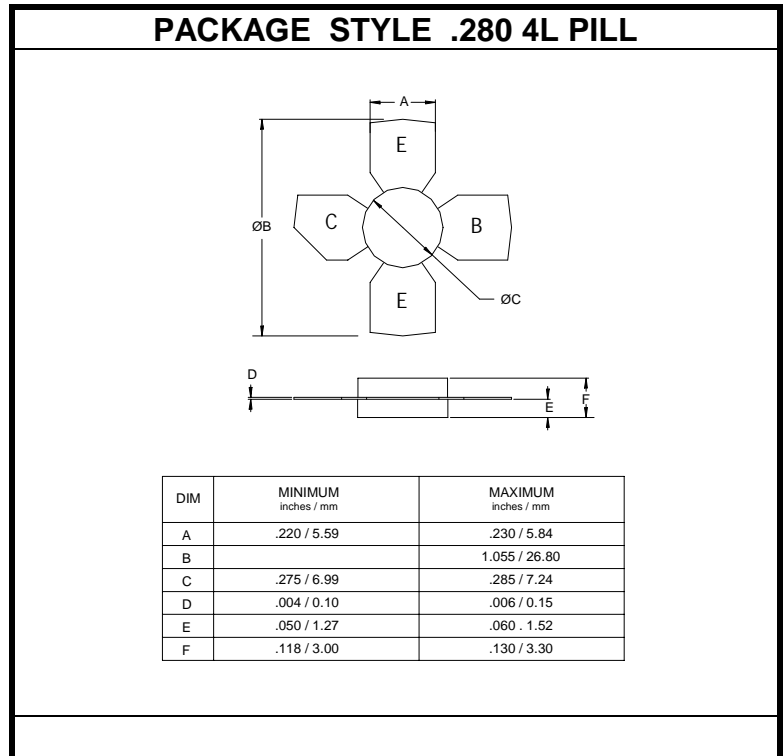 PACKAGE STYLE .280 4L PILL
A
E
ØB
C
B
E
ØC
D
E
F
DIM MINIMUM inches / mm MAXIMUM inches / mm
A .220 / 5.59 .230 / 5.84
B 1.055 / 26.80
C .275 / 6.99 .285 / 7.24
D .004 / 0.10 .006 / 0.15
E .050 / 1.27 .060 . 1.52
F .118 / 3.00 .130 / 3.30